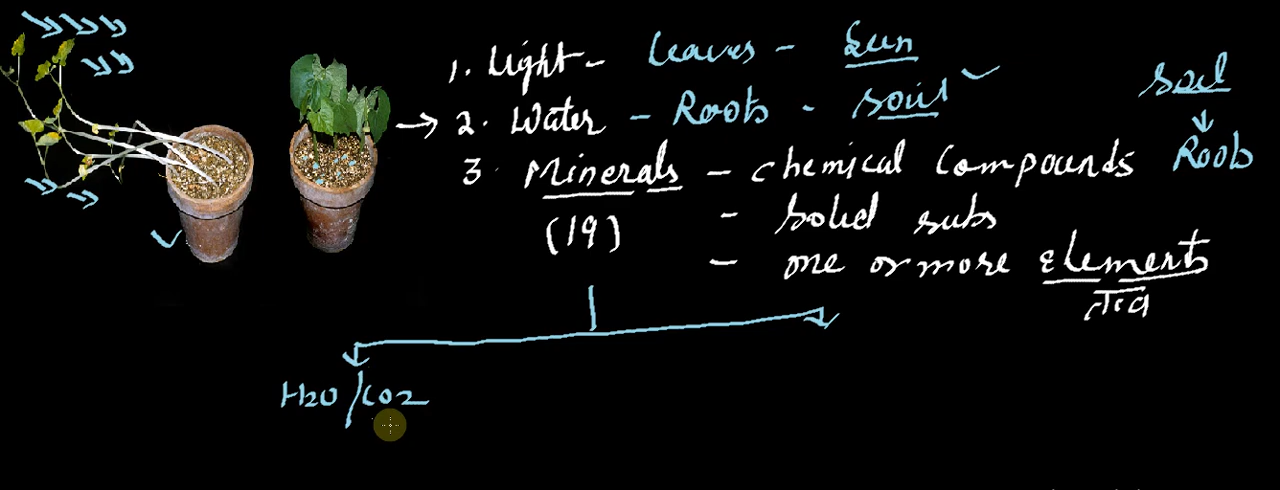 1. Light - Leaves - Sun
→ 2. Water - Roots - Soil
3. Minerals - chemical compounds
(19) - Solid subs
- one or more elements
तत्व
Soil
↓
Roots
H2O/CO2